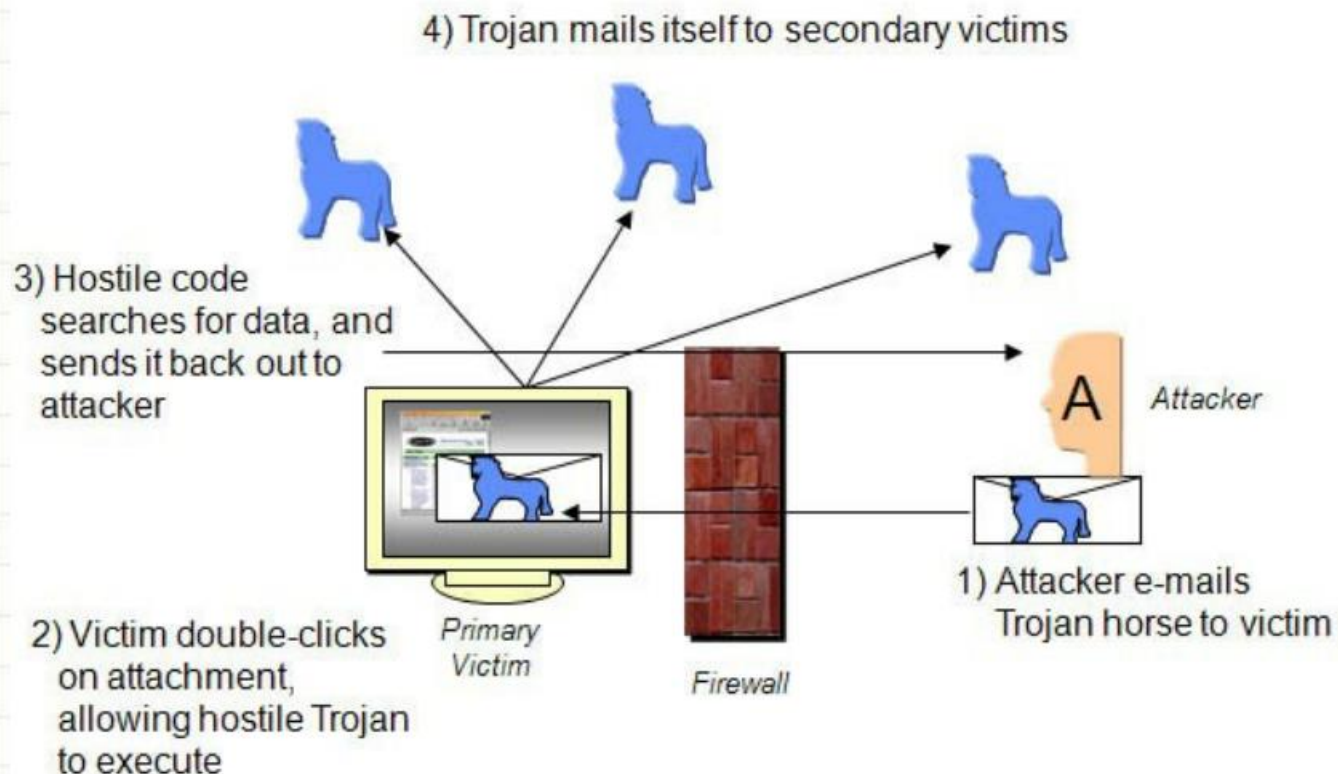 4) Trojan mails itself to secondary victims
3) Hostile code
searches for data, and
sends it back out to
attacker
A
Attacker
1) Attacker e-mails
Trojan horse to victim
2) Victim double-clicks
on attachment,
allowing hostile Trojan
to execute
Primary
Victim
Firewall